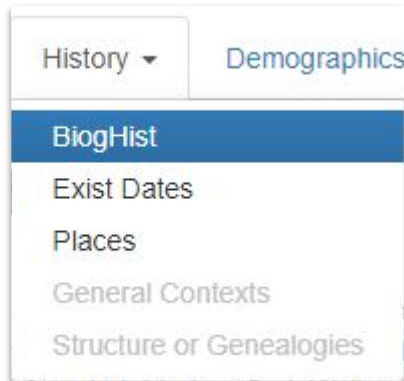 History Demographics
BiogHist
Exist Dates
Places
General Contexts
Structure or Genealogies